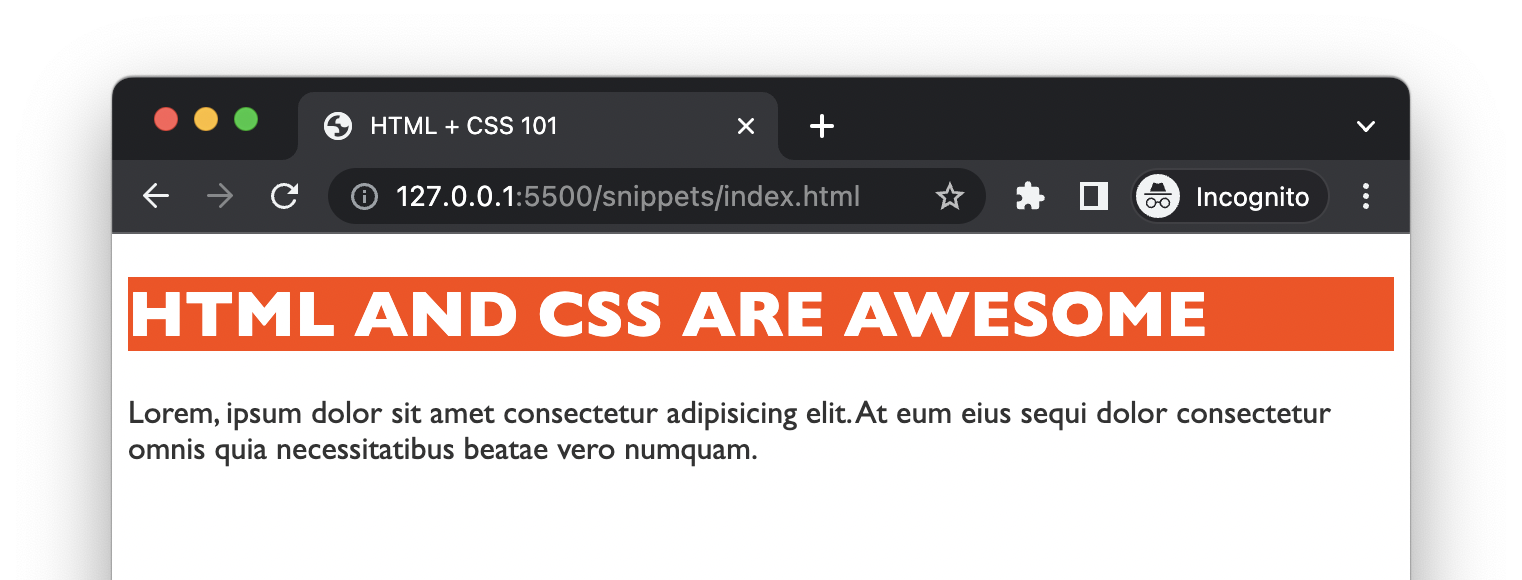 HTML + CSS 101
127.0.0.1:5500/snippets/index.html
Incognito
HTML AND CSS ARE AWESOME
Lorem, ipsum dolor sit amet consectetur adipisicing elit. At eum eius sequi dolor consectetur
omnis quia necessitatibus beatae vero numquam.